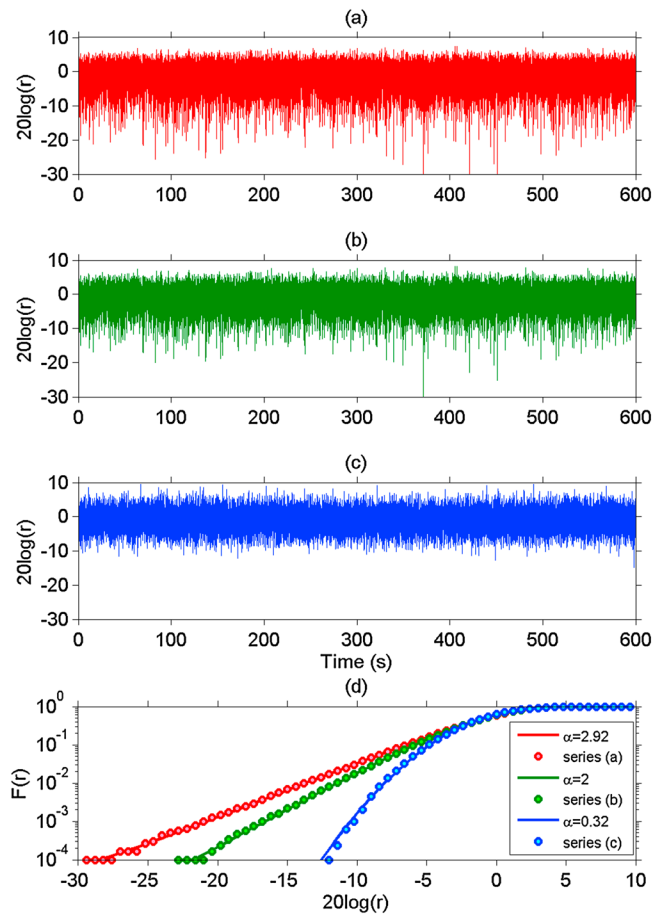 (a)
20log(r)
10
0
-10
-20
-30
0 100 200 300 400 500 600
(b)
20log(r)
10
0
-10
-20
-30
0 100 200 300 400 500 600
(c)
20log(r)
10
0
-10
-20
-30
0 100 200 300 400 500 600
Time (s)
(d)
F(r)
10^0
10^-1
10^-2
10^-3
10^-4
α=2.92
series (a)
α=2
series (b)
α=0.32
series (c)
-30 -25 -20 -15 -10 -5 0 5 10
20log(r)